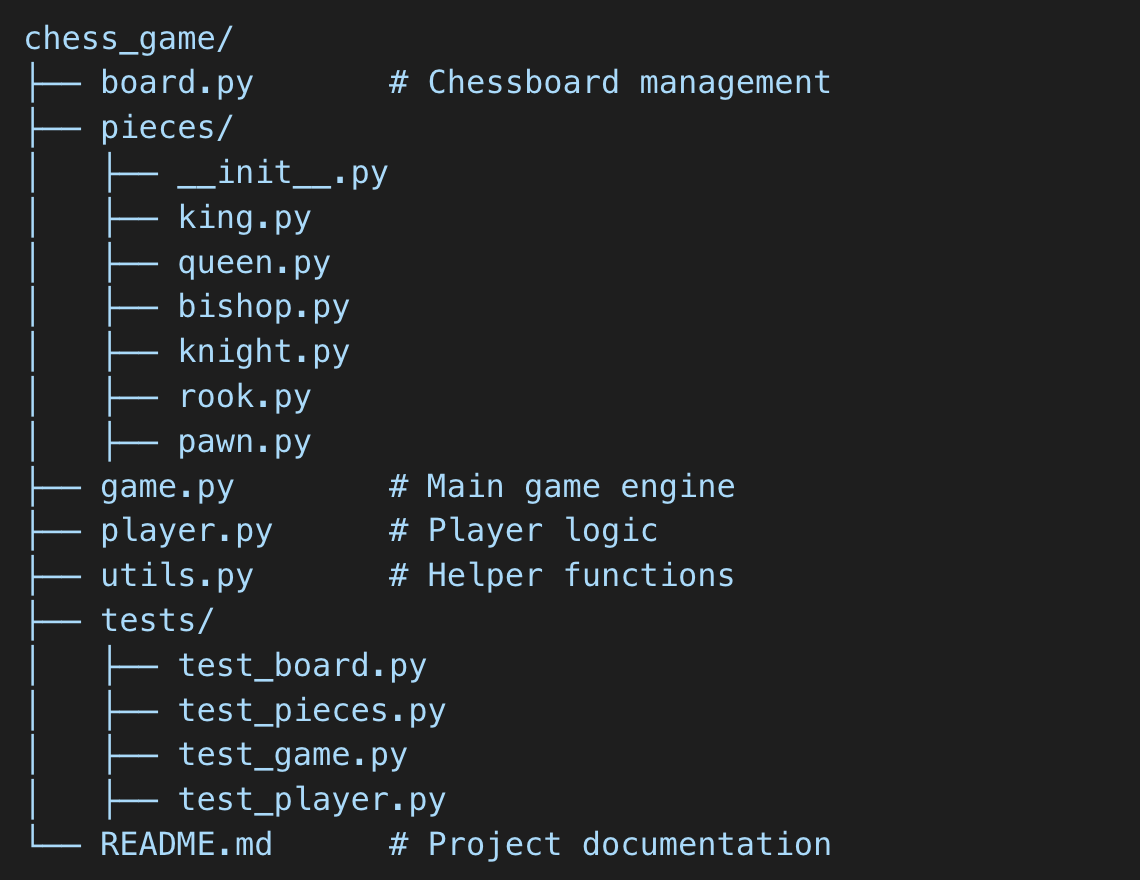 chess_game/
├── board.py       # Chessboard management
├── pieces/
│   ├── __init__.py
│   ├── king.py
│   ├── queen.py
│   ├── bishop.py
│   ├── knight.py
│   ├── rook.py
│   ├── pawn.py
├── game.py        # Main game engine
├── player.py      # Player logic
├── utils.py       # Helper functions
├── tests/
│   ├── test_board.py
│   ├── test_pieces.py
│   ├── test_game.py
│   ├── test_player.py
└── README.md      # Project documentation